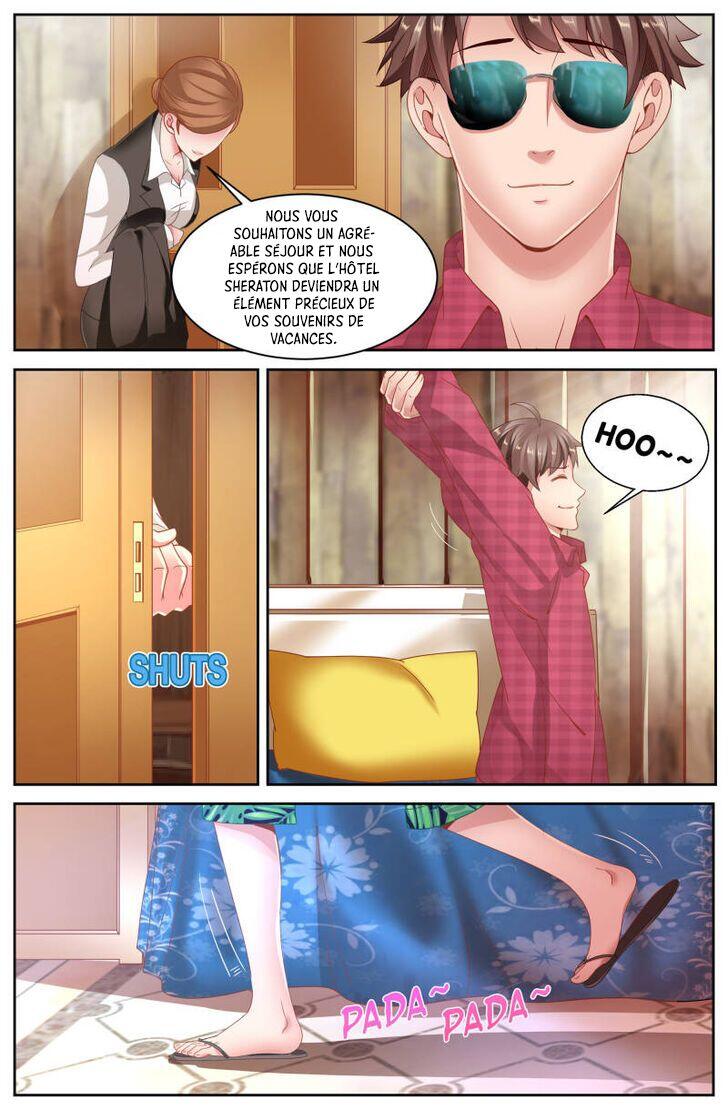 NOUS VOUS
SOUHAITONS UN AGRÉ-
ABLE SÉJOUR ET NOUS
ESPÉRONS QUE L'HÔTEL
SHERATON DEVIENDRA UN
ÉLÉMENT PRÉCIEUX DE
VOS SOUVENIRS DE
VACANCES.
HOO~~
SHUTS
PADA~
PADA~